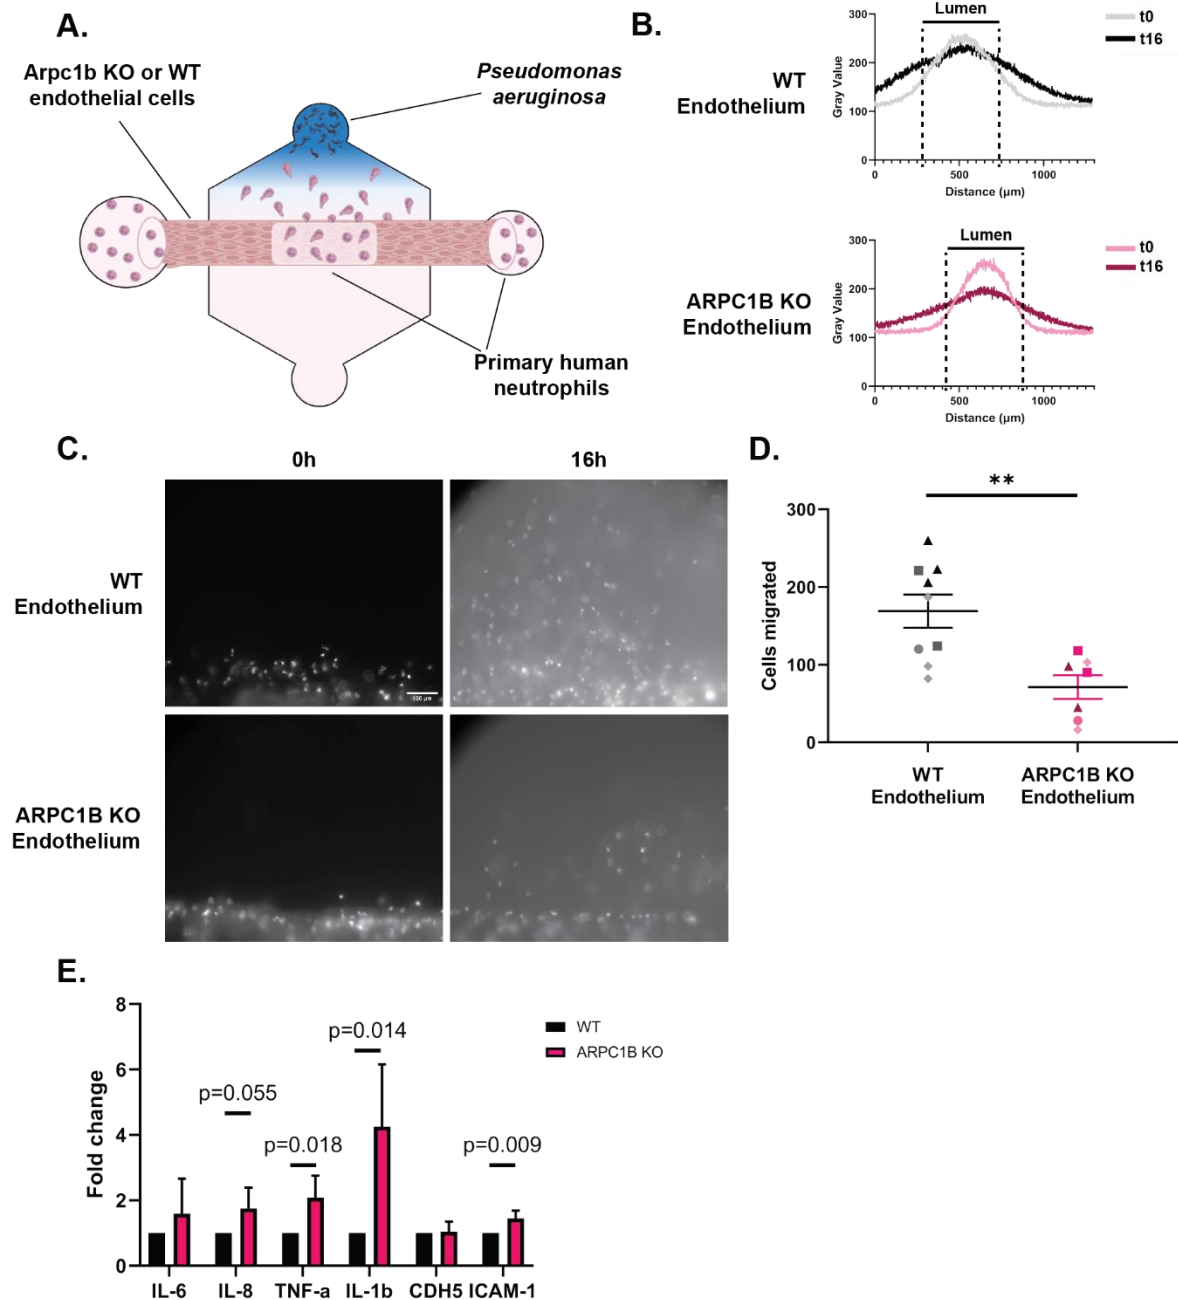 A.
Arpc1b KO or WT
endothelial cells
Pseudomonas
aeruginosa
Primary human
neutrophils
B.
WT
Endothelium
Lumen
t0
t16
300
200
100
0
Gray Value
0 500 1000
Distance (µm)
ARPC1B KO
Endothelium
Lumen
t0
t16
300
200
100
0
Gray Value
0 500 1000
Distance (µm)
C.
0h 16h
WT
Endothelium
100 µm
ARPC1B KO
Endothelium
D.
**
300
200
100
0
Cells migrated
WT
Endothelium
ARPC1B KO
Endothelium
E.
8
6
4
2
0
Fold change
p=0.055
p=0.018
p=0.014
p=0.009
WT
ARPC1B KO
IL-6 IL-8 TNF-a IL-1b CDH5 ICAM-1